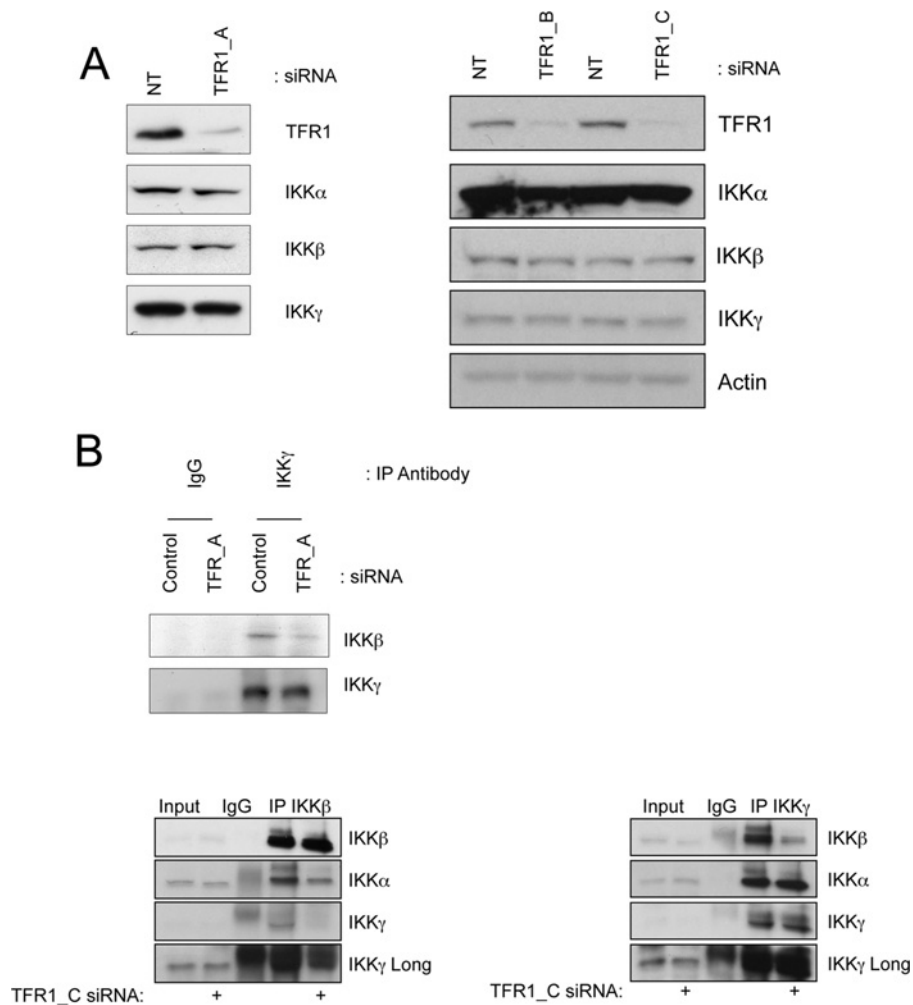 A
NT
TFR1_A
: siRNA
TFR1
IKKα
IKKβ
IKKγ
NT
TFR1_B
NT
TFR1_C
: siRNA
TFR1
IKKα
IKKβ
IKKγ
Actin
B
IgG
IKKγ
: IP Antibody
Control
TFR_A
Control
TFR_A
: siRNA
IKKβ
IKKγ
Input IgG IP IKKβ
IKKβ
IKKα
IKKγ
IKKγ Long
TFR1_C siRNA: + +
Input IgG IP IKKγ
IKKβ
IKKα
IKKγ
IKKγ Long
TFR1_C siRNA: + +